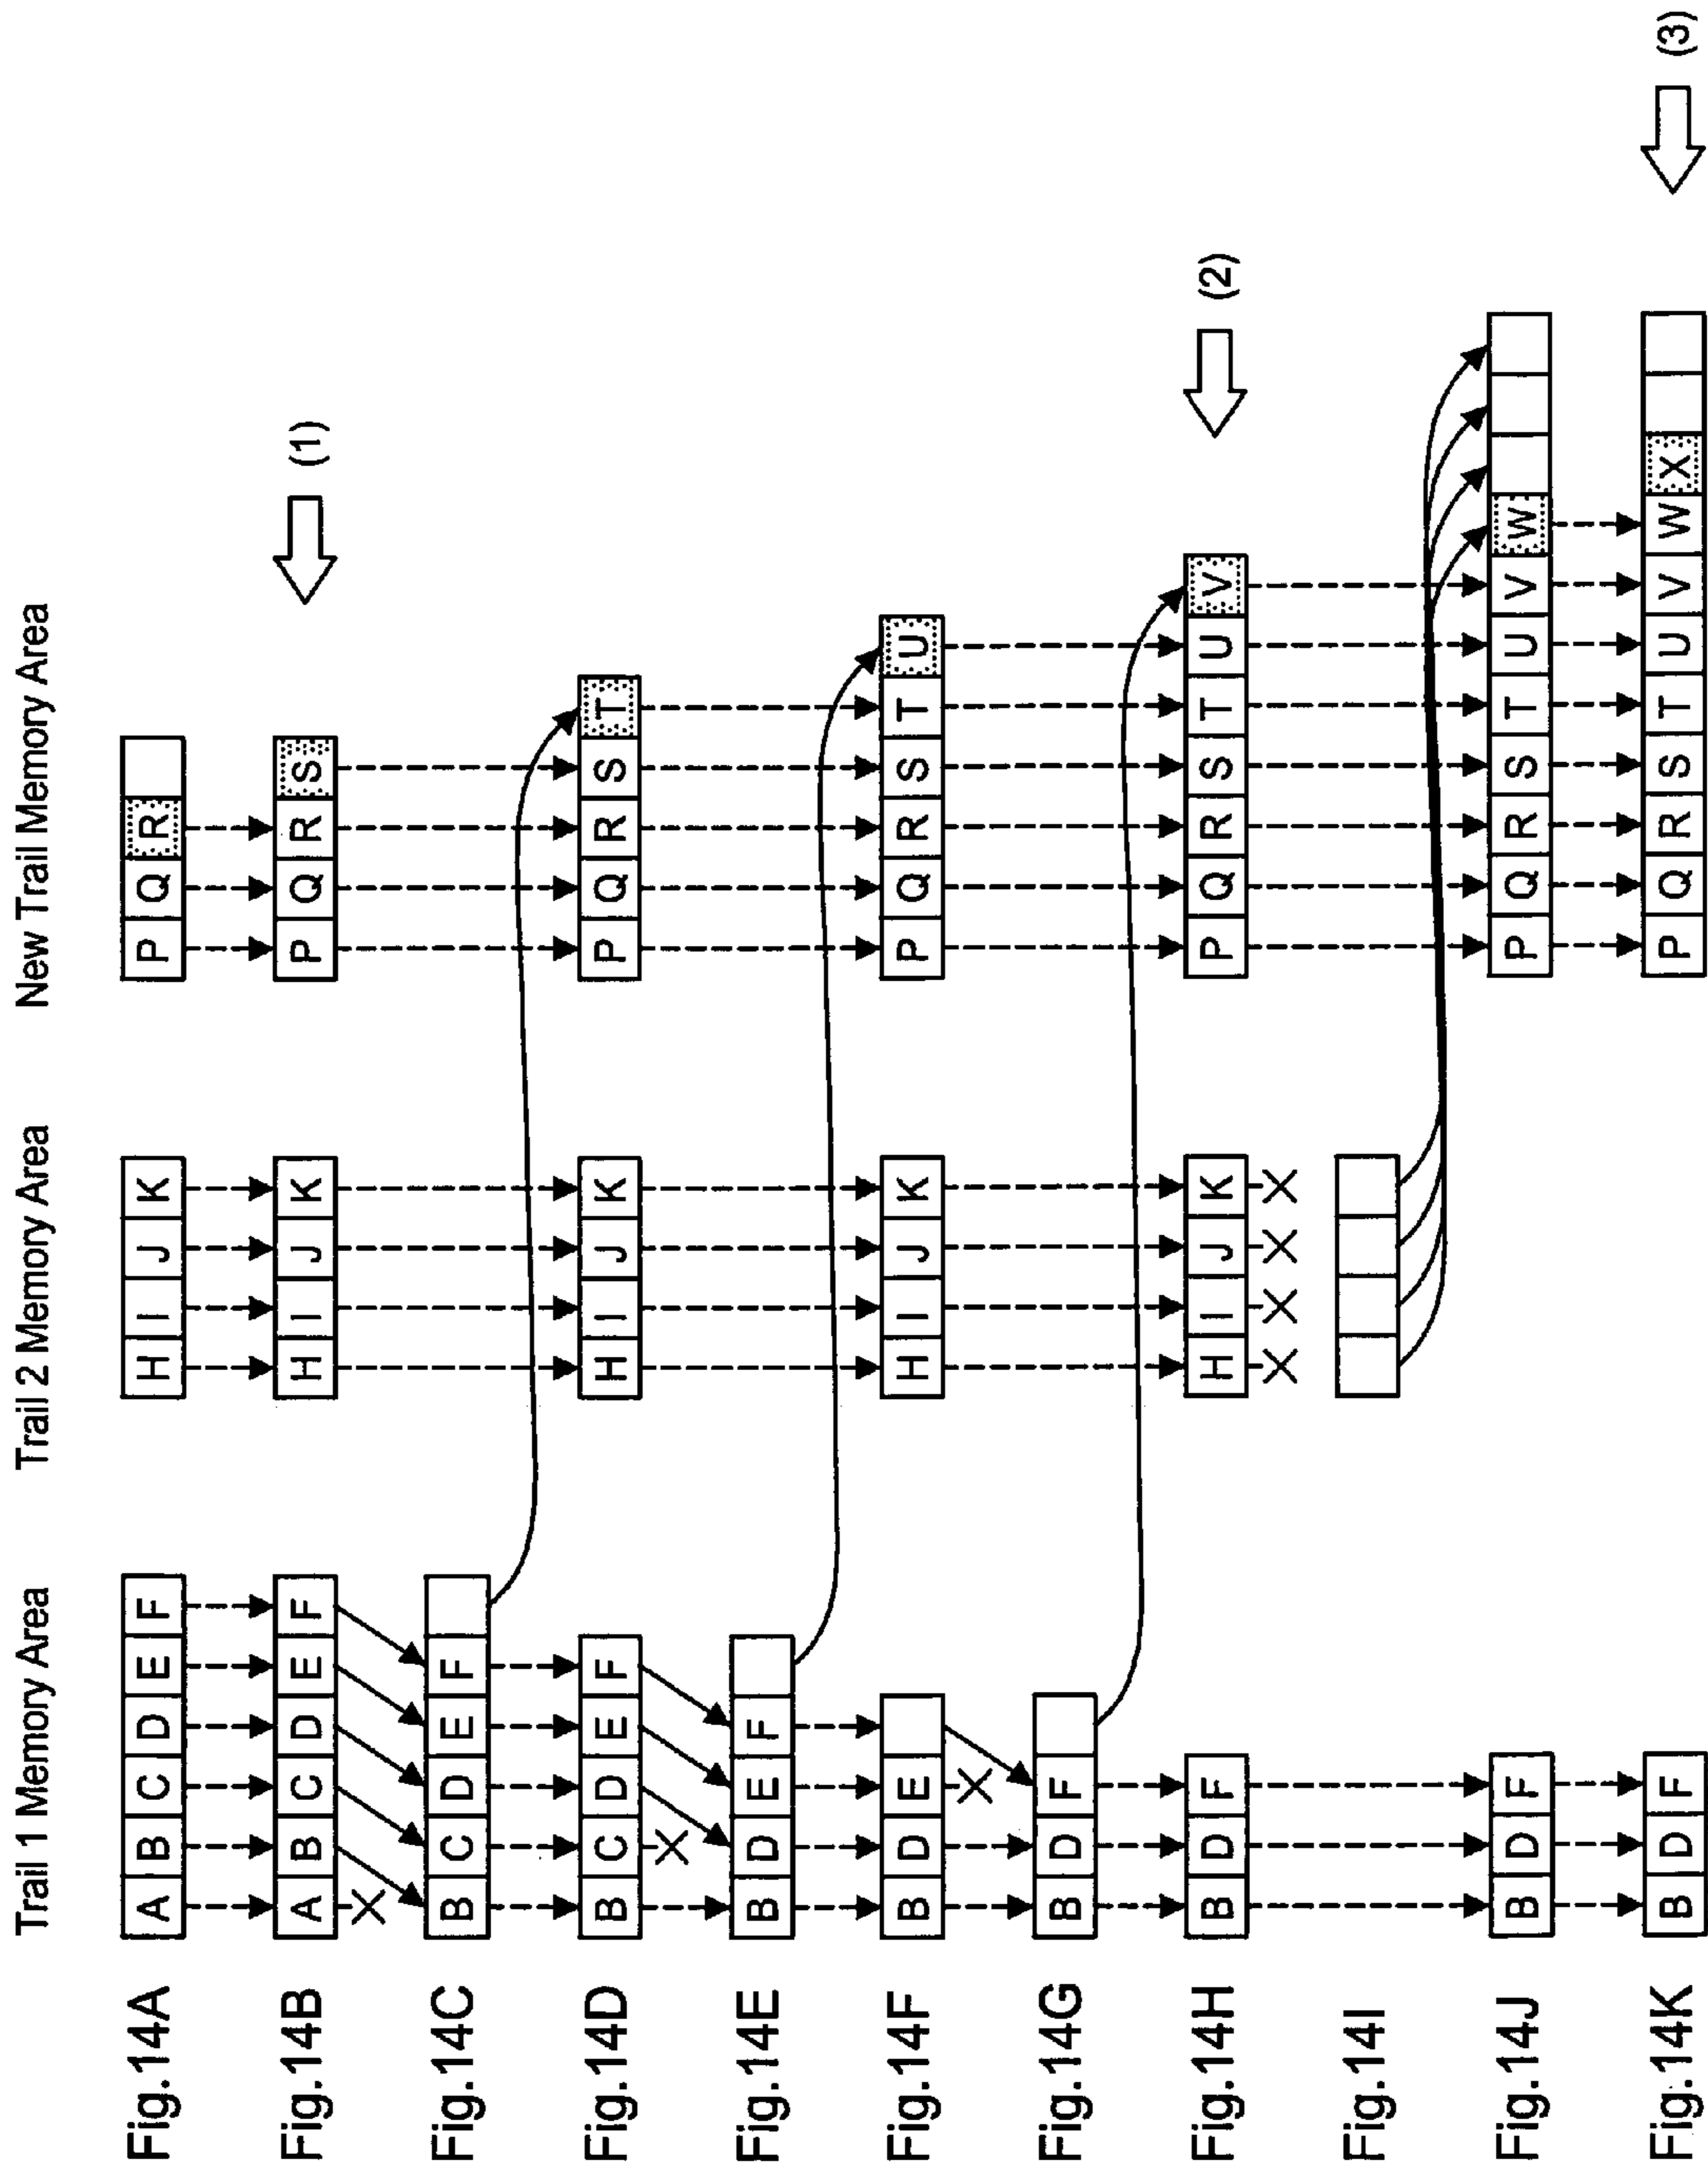 Trail 1 Memory Area Trail 2 Memory Area New Trail Memory Area
Fig.14A A B C D E F H I J K P Q R
Fig.14B A B C D E F H I J K P Q R S (1)
Fig.14C B C D E F
Fig.14D B C D E F H I J K P Q R S T
Fig.14E B D E F
Fig.14F B D E H I J K P Q R S T U
Fig.14G B D F
Fig.14H B D F H I J K P Q R S T U V (2)
Fig.14I
Fig.14J B D F P Q R S T U V W
Fig.14K B D F P Q R S T U V W X (3)